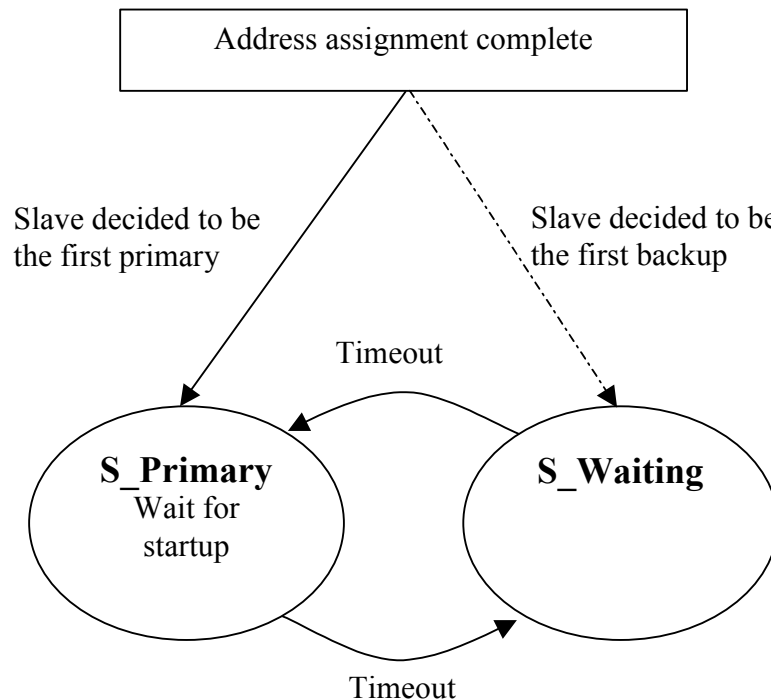 Address assignment complete
Slave decided to be
the first primary
Slave decided to be
the first backup
Timeout
S_Primary
Wait for
startup
S_Waiting
Timeout